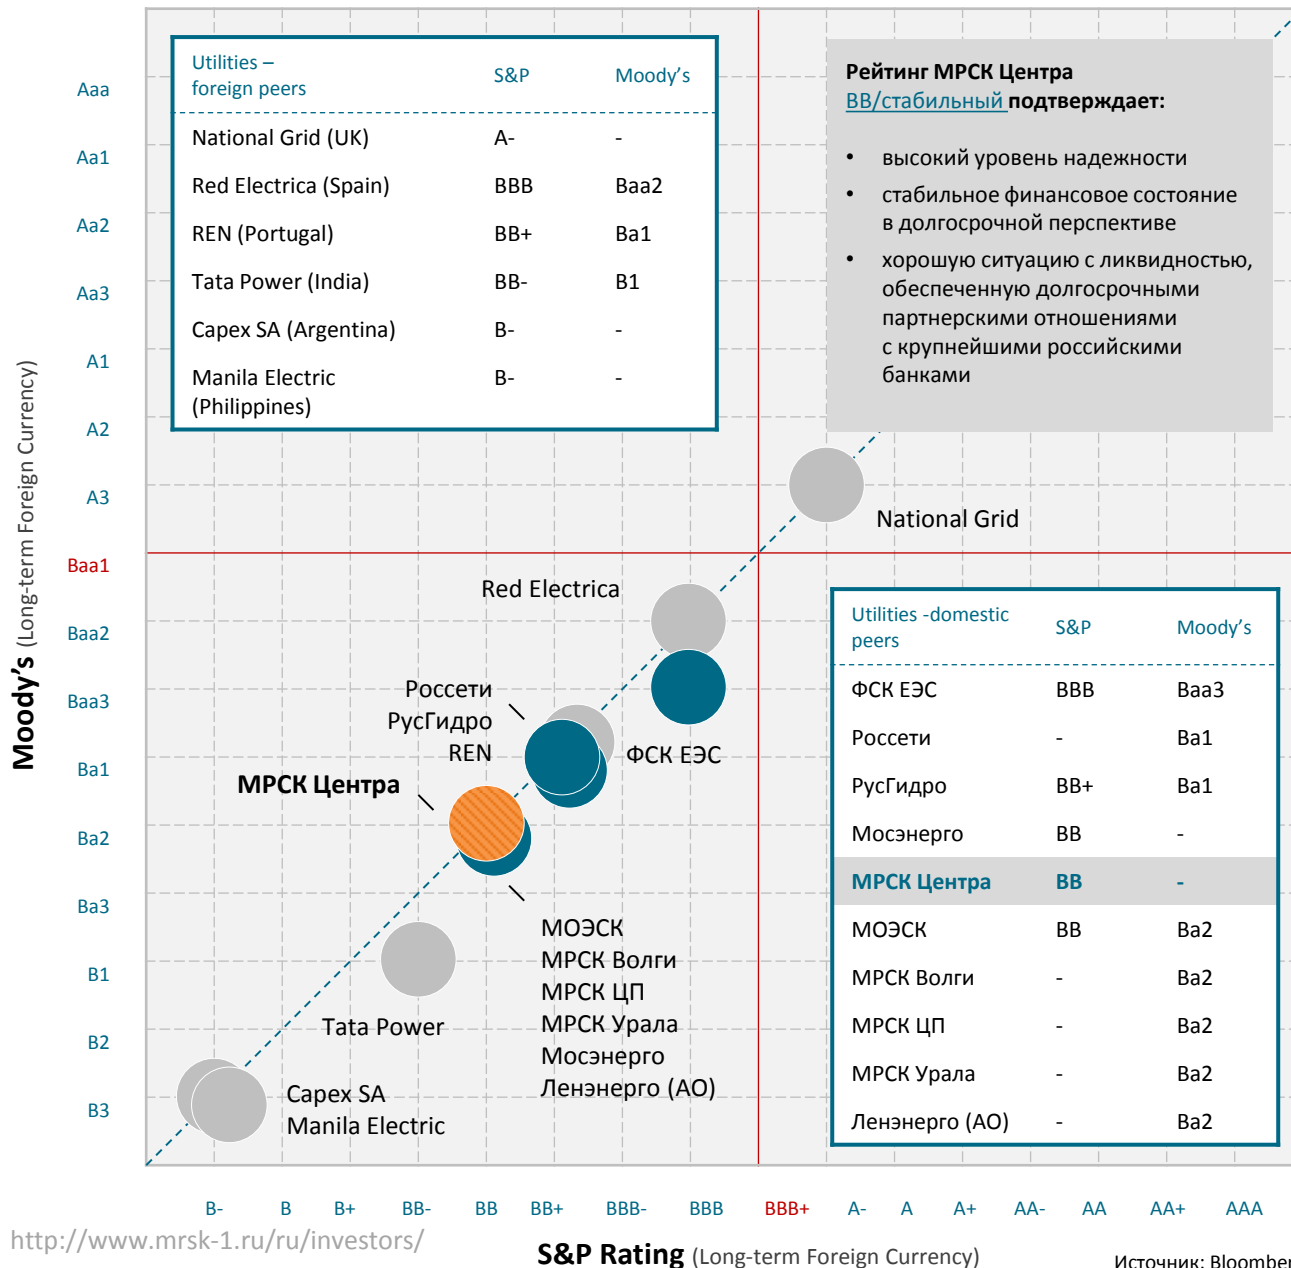 Utilities –
foreign peers S&P Moody's
National Grid (UK) A- -
Red Electrica (Spain) BBB Baa2
REN (Portugal) BB+ Ba1
Tata Power (India) BB- B1
Capex SA (Argentina) B- -
Manila Electric
(Philippines) B- -
Рейтинг МРСК Центра
BB/стабильный подтверждает:
• высокий уровень надежности
• стабильное финансовое состояние
в долгосрочной перспективе
• хорошую ситуацию с ликвидностью,
обеспеченную долгосрочными
партнерскими отношениями
с крупнейшими российскими
банками
Moody's (Long-term Foreign Currency)
Aaa
Aa1
Aa2
Aa3
A1
A2
A3
Baa1
Baa2
Baa3
Ba1
Ba2
Ba3
B1
B2
B3
National Grid
Red Electrica
Россети
РусГидро
REN
ФСК ЕЭС
МРСК Центра
МОЭСК
МРСК Волги
МРСК ЦП
МРСК Урала
Мосэнерго
Ленэнерго (АО)
Tata Power
Capex SA
Manila Electric
Utilities -domestic
peers S&P Moody's
ФСК ЕЭС BBB Baa3
Россети - Ba1
РусГидро BB+ Ba1
Мосэнерго BB -
МРСК Центра BB -
МОЭСК BB Ba2
МРСК Волги - Ba2
МРСК ЦП - Ba2
МРСК Урала - Ba2
Ленэнерго (АО) - Ba2
B- B B+ BB- BB BB+ BBB- BBB BBB+ A- A A+ AA- AA AA+ AAA
http://www.mrsk-1.ru/ru/investors/
S&P Rating (Long-term Foreign Currency)
Источник: Bloomber